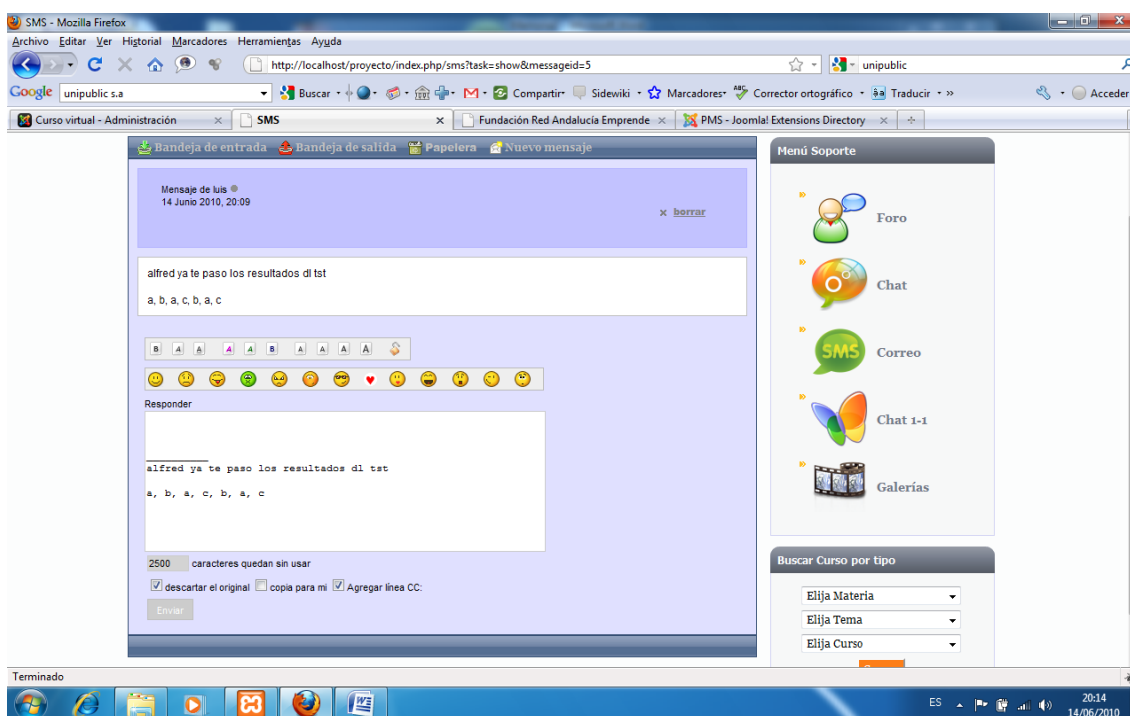 SMS - Mozilla Firefox
Archivo Editar Ver Historial Marcadores Herramientas Ayuda
http://localhost/proyecto/index.php/sms?task=show&messageid=5
unipublic
Google unipublic s.a Buscar Compartir Sidewiki Marcadores Corrector ortográfico Traducir » Acceder
Curso virtual - Administración SMS Fundación Red Andalucía Emprende PMS - Joomla! Extensions Directory
Bandeja de entrada Bandeja de salida Papelera Nuevo mensaje
Mensaje de luis
14 Junio 2010, 20:09
x borrar
alfred ya te paso los resultados dl tst
a, b, a, c, b, a, c
B A A A A B A A A A
Responder
alfred ya te paso los resultados dl tst
a, b, a, c, b, a, c
2500 caracteres quedan sin usar
descartar el original copia para mi Agregar línea CC:
Enviar
Menú Soporte
Foro
Chat
SMS Correo
Chat 1-1
Galerías
Buscar Curso por tipo
Elija Materia
Elija Tema
Elija Curso
Terminado
ES 20:14
14/06/2010